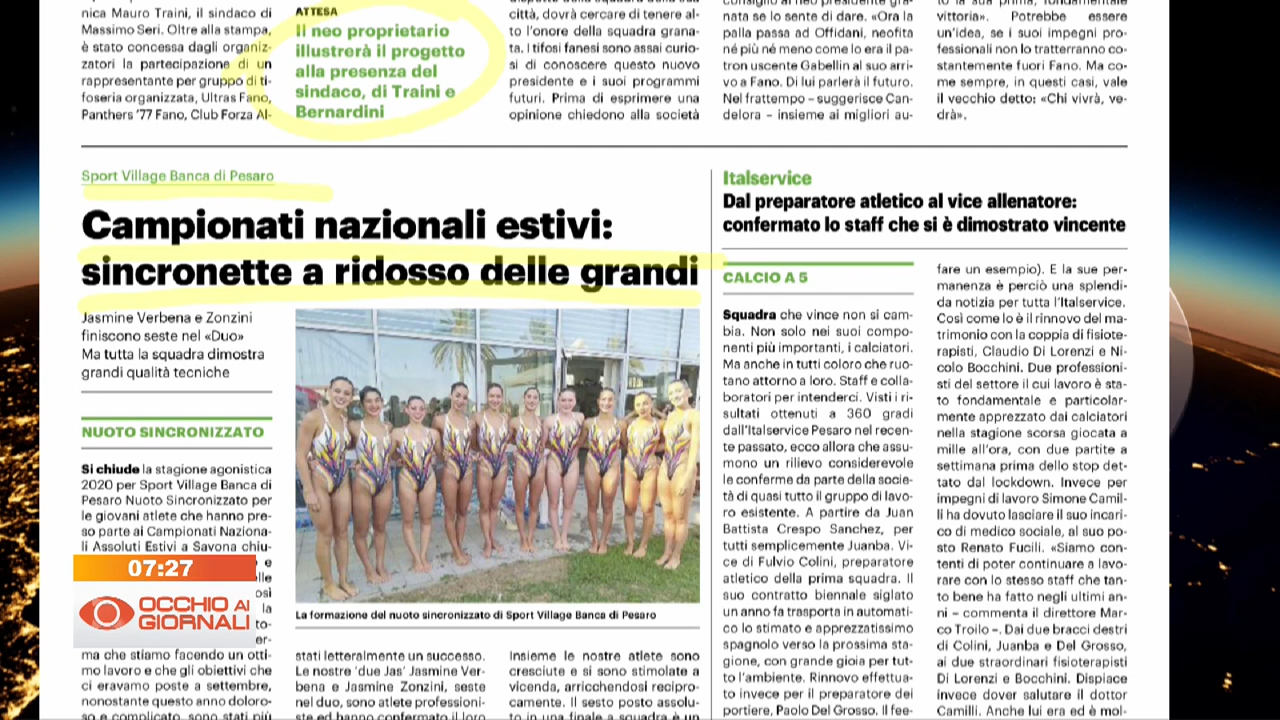 nica Mauro Traini, il sindaco di
Massimo Seri. Oltre alla stampa,
è stato concessa dagli organiz-
zatori la partecipazione di un
rappresentante per gruppo di ti-
foseria organizzata, Ultras Fano,
Panthers '77 Fano, Club Forza Al-
ATTESA
Il neo proprietario
illustrerà il progetto
alla presenza del
sindaco, di Traini e
Bernardini
città, dovrà cercare di tenere al-
to l'onore della squadra grana-
ta. I tifosi fanesi sono assai curio-
si di conoscere questo nuovo
presidente e i suoi programmi
futuri. Prima di esprimere una
opinione chiedono alla società
nata se lo sente di dare. «Ora la
palla passa ad Offidani, neofita
né più né meno come lo era il pa-
tron uscente Gabellin al suo arri-
vo a Fano. Di lui parlerà il futuro.
Nel frattempo – suggerisce Can-
delora – insieme ai migliori au-
vittoria». Potrebbe essere
un'idea, se i suoi impegni pro-
fessionali non lo tratterranno co-
stantemente fuori Fano. Ma co-
me sempre, in questi casi, vale
il vecchio detto: «Chi vivrà, ve-
drà».
Sport Village Banca di Pesaro
Campionati nazionali estivi:
sincronette a ridosso delle grandi
Jasmine Verbena e Zonzini
finiscono seste nel «Duo»
Ma tutta la squadra dimostra
grandi qualità tecniche
NUOTO SINCRONIZZATO
Si chiude la stagione agonistica
2020 per Sport Village Banca di
Pesaro Nuoto Sincronizzato per
le giovani atlete che hanno pre-
so parte ai Campionati Naziona-
li Assoluti Estivi a Savona chiu-
e
lle
osì
la
to-
er-
ma che stiamo facendo un otti-
mo lavoro e che gli obiettivi che
ci eravamo poste a settembre,
nonostante questo anno doloro-
so e complicato, sono stati più
07:27
OCCHIO AI
GIORNALI
La formazione del nuoto sincronizzato di Sport Village Banca di Pesaro
stati letteralmente un successo.
Le nostre 'due Jas' Jasmine Ver-
bena e Jasmine Zonzini, seste
nel duo, sono atlete professioni-
ste ed hanno confermato il loro
Insieme le nostre atlete sono
cresciute e si sono stimolate a
vicenda, arricchendosi recipro-
camente. Il sesto posto assolu-
to in una finale a squadra è un
Italservice
Dal preparatore atletico al vice allenatore:
confermato lo staff che si è dimostrato vincente
CALCIO A 5
Squadra che vince non si cam-
bia. Non solo nei suoi compo-
nenti più importanti, i calciatori.
Ma anche in tutti coloro che ruo-
tano attorno a loro. Staff e colla-
boratori per intenderci. Visti i ri-
sultati ottenuti a 360 gradi
dall'Italservice Pesaro nel recen-
te passato, ecco allora che assu-
mono un rilievo considerevole
le conferme da parte della socie-
tà di quasi tutto il gruppo di lavo-
ro esistente. A partire da Juan
Battista Crespo Sanchez, per
tutti semplicemente Juanba. Vi-
ce di Fulvio Colini, preparatore
atletico della prima squadra. Il
suo contratto biennale siglato
un anno fa trasporta in automati-
co lo stimato e apprezzatissimo
spagnolo verso la prossima sta-
gione, con grande gioia per tut-
to l'ambiente. Rinnovo effettua-
to invece per il preparatore dei
portiere, Paolo Del Grosso. Il fee-
fare un esempio). E la sue per-
manenza è perciò una splendi-
da notizia per tutta l'Italservice.
Così come lo è il rinnovo del ma-
trimonio con la coppia di fisiote-
rapisti, Claudio Di Lorenzi e Ni-
colo Bocchini. Due professioni-
sti del settore il cui lavoro è sta-
to fondamentale e particolar-
mente apprezzato dai calciatori
nella stagione scorsa giocata a
mille all'ora, con due partite a
settimana prima dello stop det-
tato dal lockdown. Invece per
impegni di lavoro Simone Camil-
li ha dovuto lasciare il suo incari-
co di medico sociale, al suo po-
sto Renato Fucili. «Siamo con-
tenti di poter continuare a lavo-
rare con lo stesso staff che tan-
to bene ha fatto negli ultimi an-
ni – commenta il direttore Mar-
co Troilo –. Dai due bracci destri
di Colini, Juanba e Del Grosso,
ai due straordinari fisioterapisti
Di Lorenzi e Bocchini. Dispiace
invece dover salutare il dottor
Camilli. Anche lui era ed è mol-